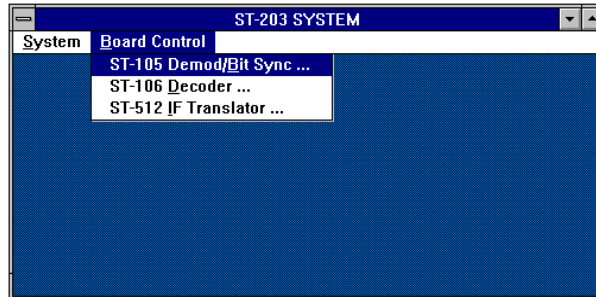 ST-203 SYSTEM
System Board Control
ST-105 Demod/Bit Sync ...
ST-106 Decoder ...
ST-512 IF Translator ...